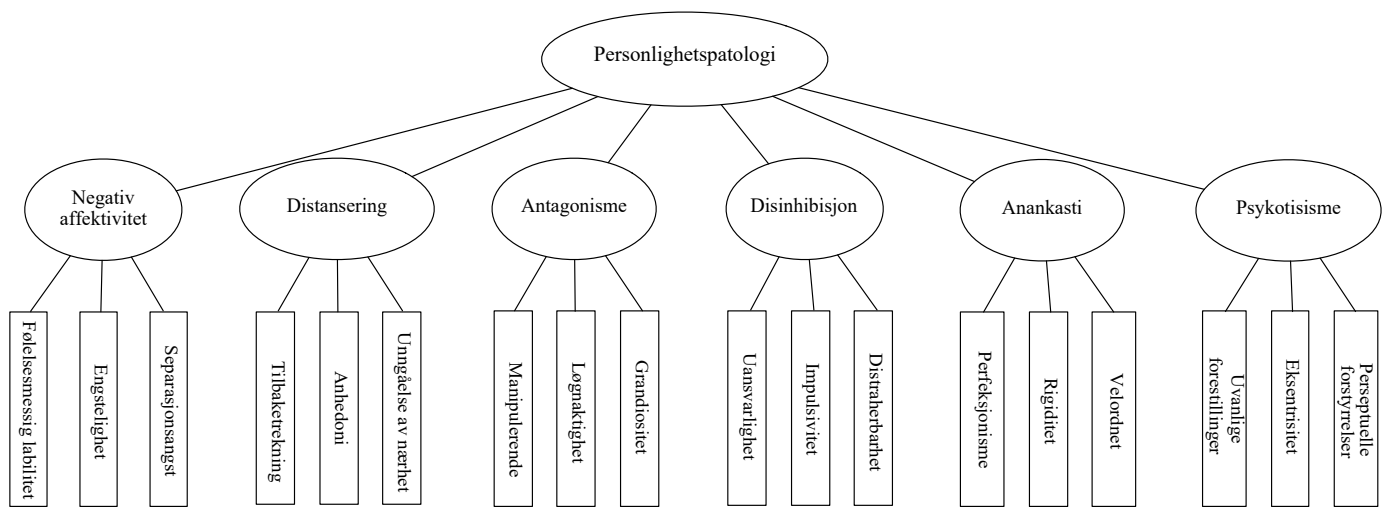 Personlighetspatologi
Negativ
affektivitet
Distansering
Antagonisme
Disinhibisjon
Anankasti
Psykotisisme
Følelsesmessig labilitet
Engstelighet
Separasjonsangst
Tilbaketrekning
Anhedoni
Unngåelse av nærhet
Manipulerende
Løgnaktighet
Grandiositet
Uansvarlighet
Impulsivitet
Distraherbarhet
Perfeksjonisme
Rigiditet
Velordnet
Uvanlige
forestillinger
Eksentrisitet
Perseptuelle
forstyrrelser